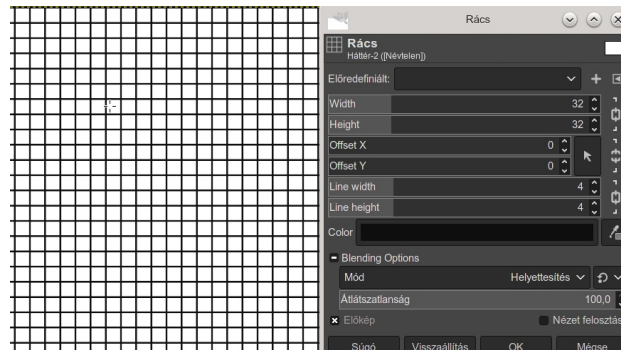 Rács
Rács
Háttér-2 ([Névtelen])
Előredefiniált:
Width 32
Height 32
Offset X 0
Offset Y 0
Line width 4
Line height 4
Color
Blending Options
Mód Helyettesítés
Átlátszatlanság 100,0
Előkép Nézet felosztás
Súgó Visszaállítás OK Mégse